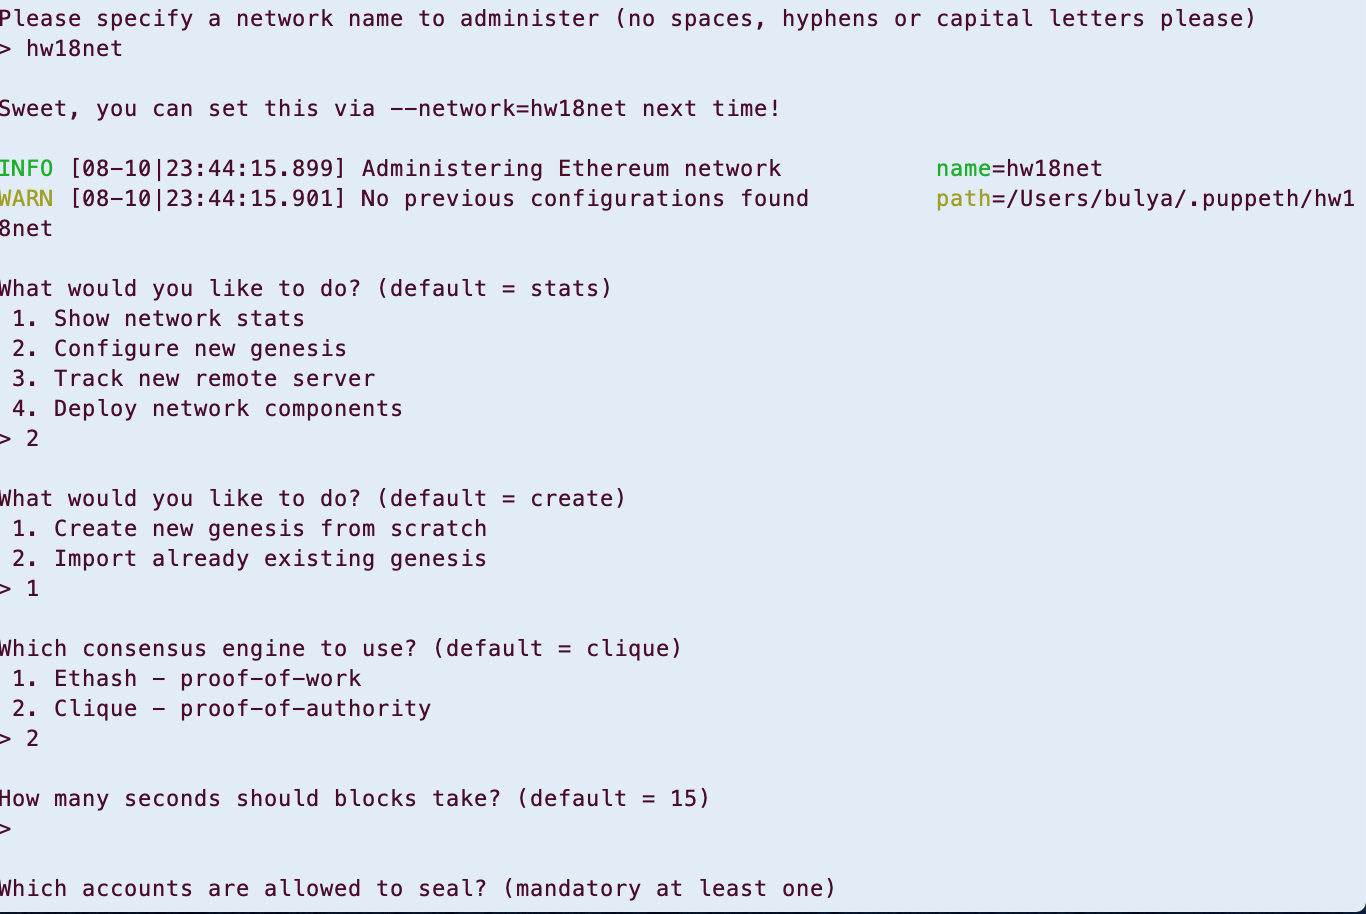 Please specify a network name to administer (no spaces, hyphens or capital letters please)
> hw18net
Sweet, you can set this via --network=hw18net next time!
INFO [08-10|23:44:15.899] Administering Ethereum network name=hw18net
WARN [08-10|23:44:15.901] No previous configurations found path=/Users/bulya/.puppeth/hw1
8net
What would you like to do? (default = stats)
1. Show network stats
2. Configure new genesis
3. Track new remote server
4. Deploy network components
> 2
What would you like to do? (default = create)
1. Create new genesis from scratch
2. Import already existing genesis
> 1
Which consensus engine to use? (default = clique)
1. Ethash - proof-of-work
2. Clique - proof-of-authority
> 2
How many seconds should blocks take? (default = 15)
>
Which accounts are allowed to seal? (mandatory at least one)